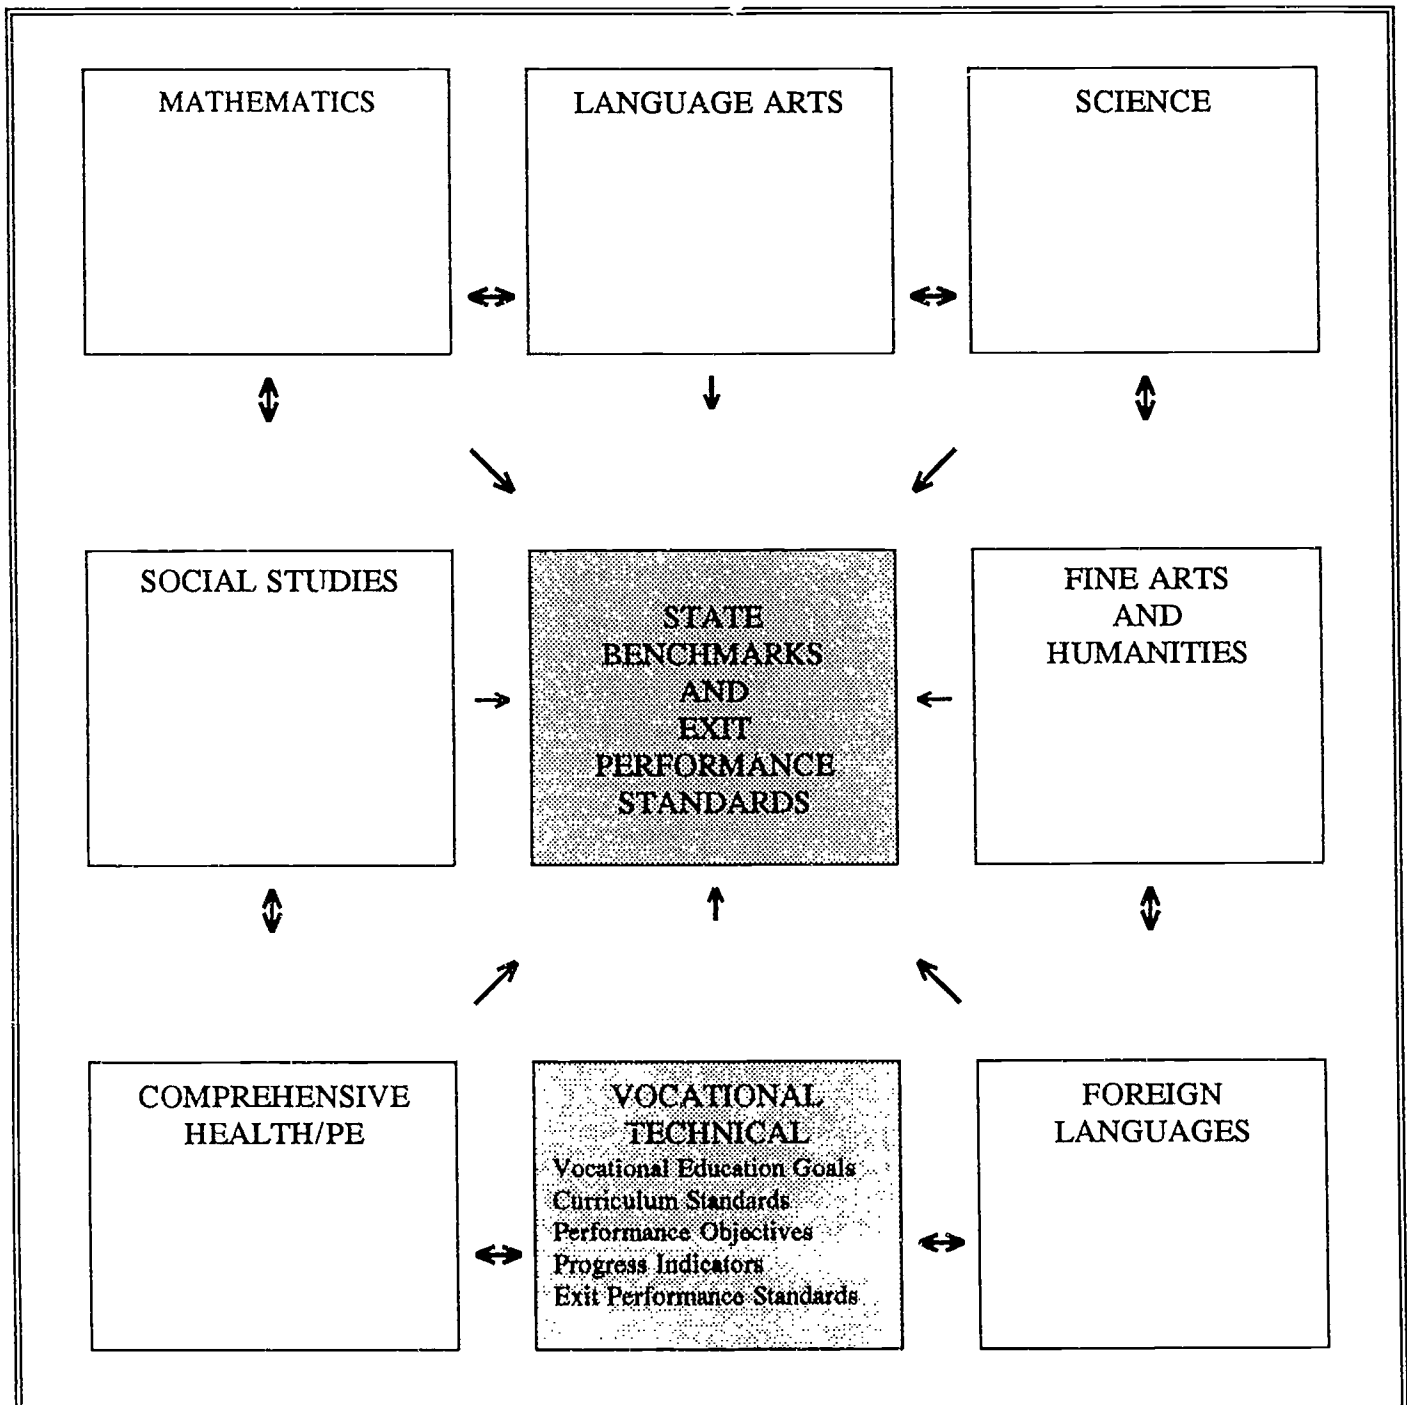 MATHEMATICS
LANGUAGE ARTS
SCIENCE
SOCIAL STUDIES
STATE
BENCHMARKS
AND
EXIT
PERFORMANCE
STANDARDS
FINE ARTS
AND
HUMANITIES
COMPREHENSIVE
HEALTH/PE
VOCATIONAL
TECHNICAL
Vocational Education Goals
Curriculum Standards
Performance Objectives
Progress Indicators
Exit Performance Standards
FOREIGN
LANGUAGES